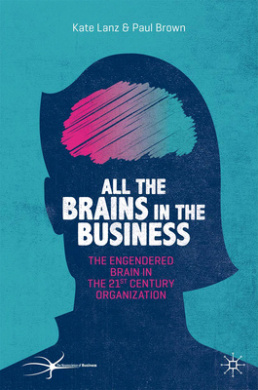 Kate Lanz & Paul Brown
ALL THE
BRAINS IN THE
BUSINESS
THE ENGENDERED
BRAIN IN
THE 21ST CENTURY
ORGANIZATION